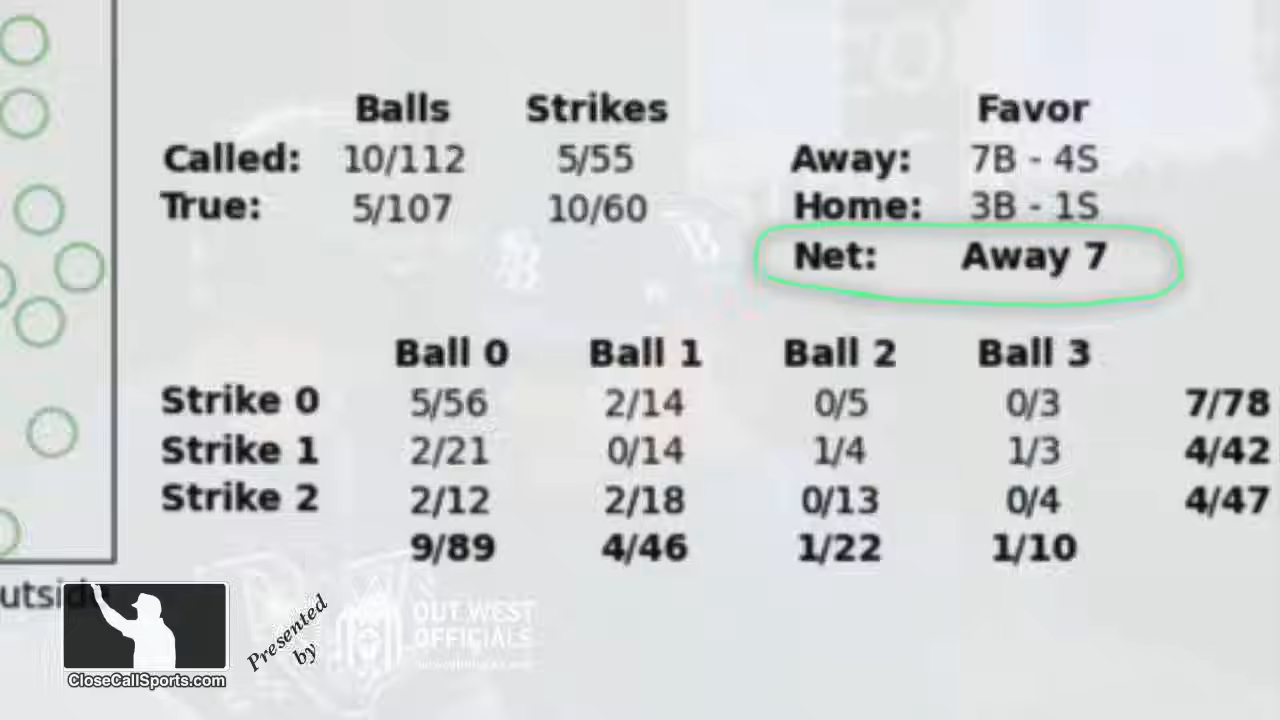 Balls Strikes Favor
Called: 10/112 5/55 Away: 7B - 4S
True: 5/107 10/60 Home: 3B - 1S
Net: Away 7
Ball 0 Ball 1 Ball 2 Ball 3
Strike 0 5/56 2/14 0/5 0/3 7/78
Strike 1 2/21 0/14 1/4 1/3 4/42
Strike 2 2/12 2/18 0/13 0/4 4/47
9/89 4/46 1/22 1/10
utside
Presented
by
OUT WEST
OFFICIALS
CloseCallSports.com